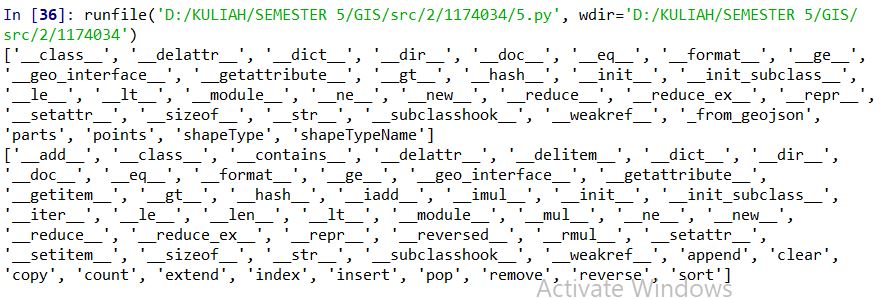 In [36]: runfile('D:/KULIAH/SEMESTER 5/GIS/src/2/1174034/5.py', wdir='D:/KULIAH/SEMESTER 5/GIS/
src/2/1174034')
['__class__', '__delattr__', '__dict__', '__dir__', '__doc__', '__eq__', '__format__', '__ge__',
'__geo_interface__', '__getattribute__', '__gt__', '__hash__', '__init__', '__init_subclass__',
'__le__', '__lt__', '__module__', '__ne__', '__new__', '__reduce__', '__reduce_ex__', '__repr__',
'__setattr__', '__sizeof__', '__str__', '__subclasshook__', '__weakref__', '_from_geojson',
'parts', 'points', 'shapeType', 'shapeTypeName']
['__add__', '__class__', '__contains__', '__delattr__', '__delitem__', '__dict__', '__dir__',
'__doc__', '__eq__', '__format__', '__ge__', '__geo_interface__', '__getattribute__',
'__getitem__', '__gt__', '__hash__', '__iadd__', '__imul__', '__init__', '__init_subclass__',
'__iter__', '__le__', '__len__', '__lt__', '__module__', '__mul__', '__ne__', '__new__',
'__reduce__', '__reduce_ex__', '__repr__', '__reversed__', '__rmul__', '__setattr__',
'__setitem__', '__sizeof__', '__str__', '__subclasshook__', '__weakref__', 'append', 'clear',
'copy', 'count', 'extend', 'index', 'insert', 'pop', 'remove', 'reverse', 'sort']
Activate Windows